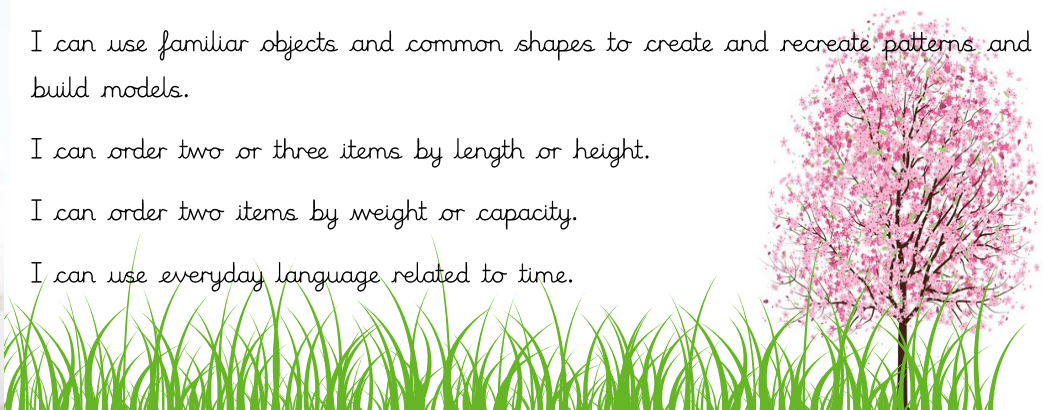 I can use familiar objects and common shapes to create and recreate patterns and
build models.
I can order two or three items by length or height.
I can order two items by weight or capacity.
I can use everyday language related to time.